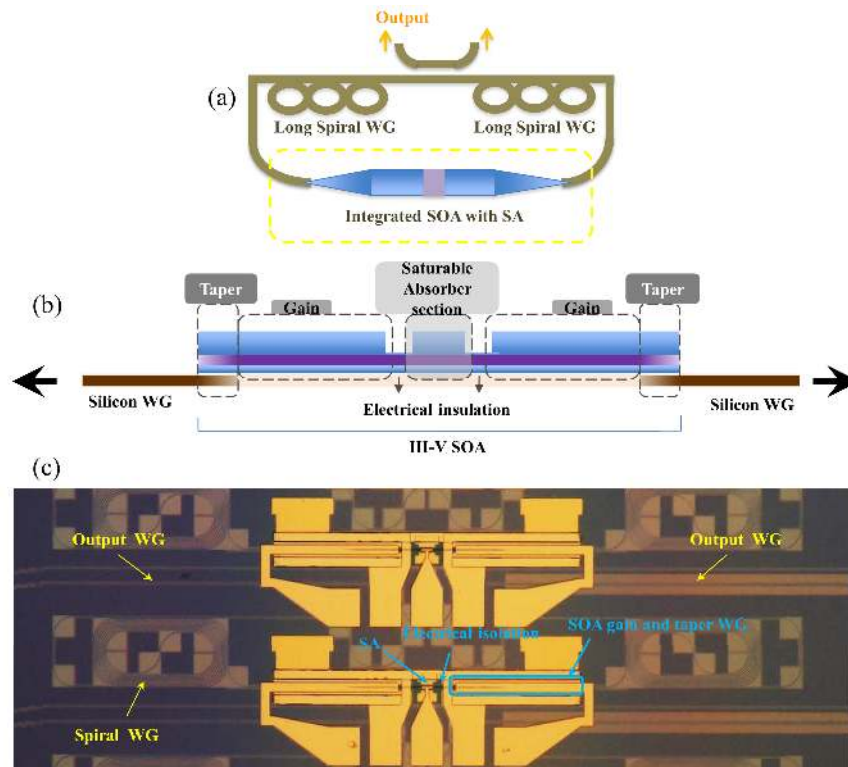 Output
(a)
Long Spiral WG
Long Spiral WG
Integrated SOA with SA
(b)
Taper
Gain
Saturable
Absorber
section
Gain
Taper
Silicon WG
Electrical insulation
Silicon WG
III-V SOA
(c)
Output WG
Output WG
SA
Electrical isolation
SOA gain and taper WG
Spiral WG